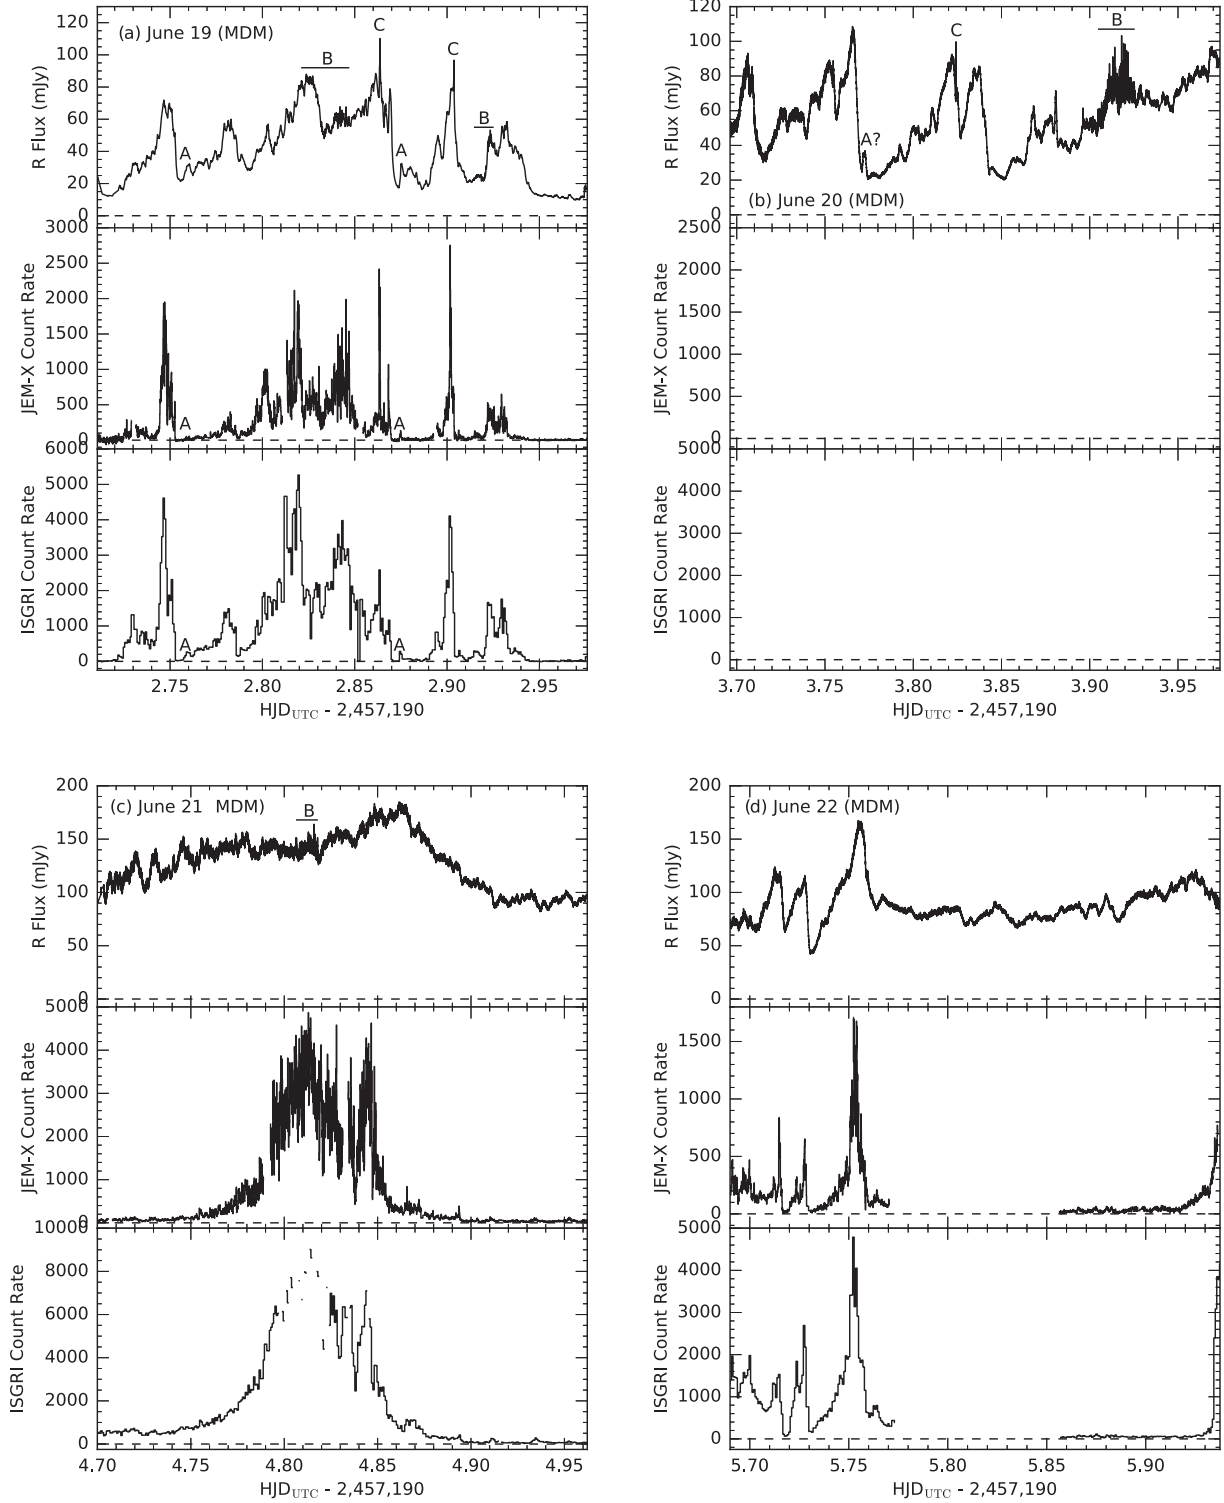 (a) June 19 (MDM)
R Flux (mJy)
120
100
80
60
40
20
0
A
B
C
A
C
B
JEM-X Count Rate
3000
2500
2000
1500
1000
500
0
A
A
ISGRI Count Rate
6000
5000
4000
3000
2000
1000
0
A
A
2.75 2.80 2.85 2.90 2.95
HJD UTC - 2,457,190
(b) June 20 (MDM)
R Flux (mJy)
120
100
80
60
40
20
0
A?
C
B
JEM-X Count Rate
2500
2000
1500
1000
500
0
ISGRI Count Rate
5000
4000
3000
2000
1000
0
3.70 3.75 3.80 3.85 3.90 3.95
HJD UTC - 2,457,190
(c) June 21 MDM)
R Flux (mJy)
200
150
100
50
0
B
JEM-X Count Rate
5000
4000
3000
2000
1000
0
ISGRI Count Rate
10000
8000
6000
4000
2000
0
4.70 4.75 4.80 4.85 4.90 4.95
HJD UTC - 2,457,190
(d) June 22 (MDM)
R Flux (mJy)
200
150
100
50
0
JEM-X Count Rate
1500
1000
500
0
ISGRI Count Rate
5000
4000
3000
2000
1000
0
5.70 5.75 5.80 5.85 5.90
HJD UTC - 2,457,190